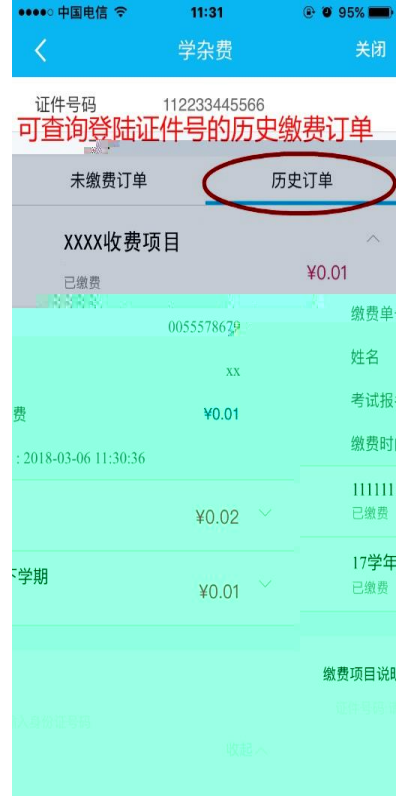 中国电信 11:31 95%
学杂费 关闭
证件号码 112233445566
可查询登陆证件号的历史缴费订单
未缴费订单 历史订单
XXXX收费项目
已缴费 ¥0.01
缴费单
0055578679
姓名
xx
考试报
费 ¥0.01
缴费时
: 2018-03-06 11:30:36
111111
已缴费
¥0.02
17学年
下学期
已缴费
¥0.01
缴费项目说
收起